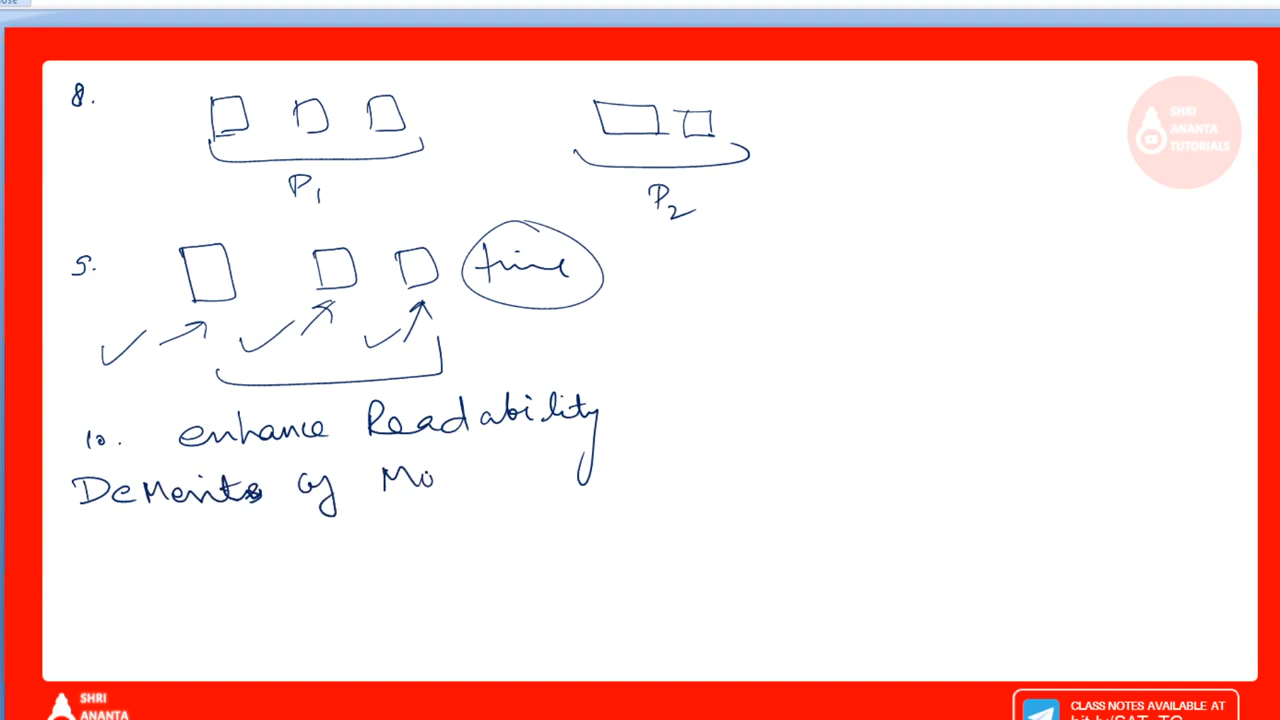 8.
P1
P2
SHRI
ANANTA
TUTORIALS
5.
time
10. enhance Readability
DeMerits of Mo
SHRI
ANANTA
CLASS NOTES AVAILABLE AT